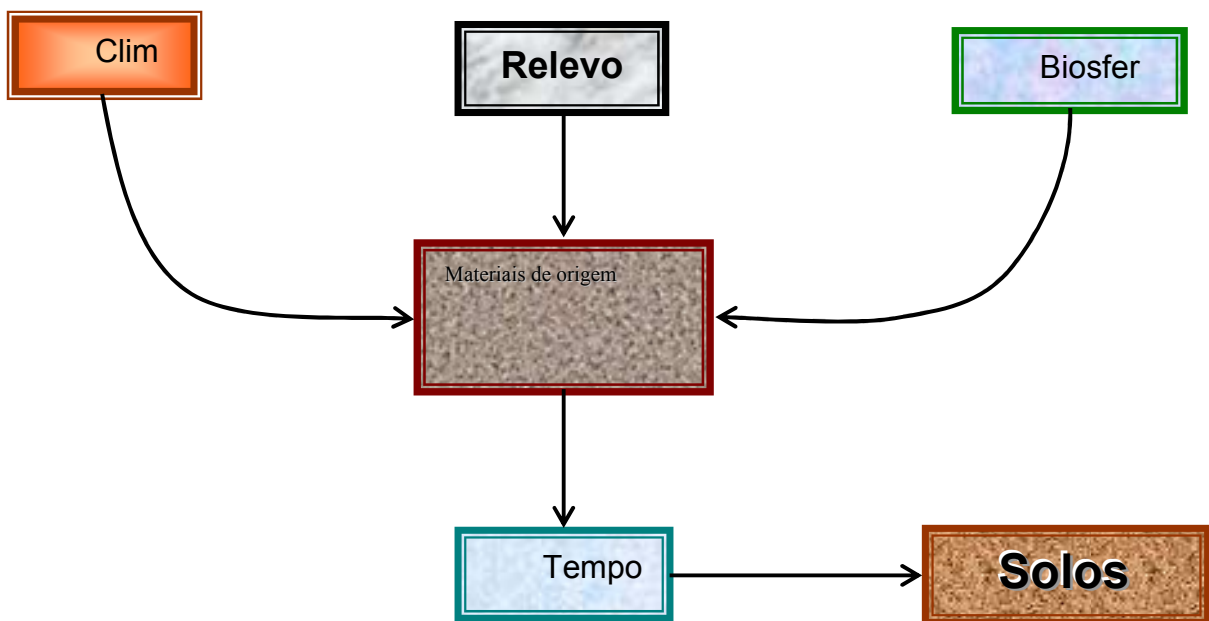 Clim
Relevo
Biosfer
Materiais de origem
Tempo
Solos